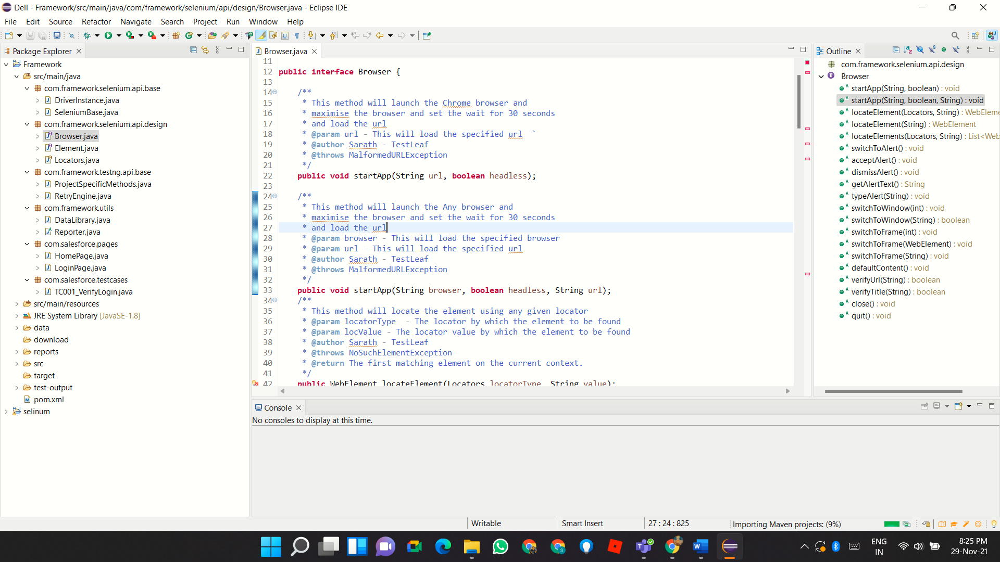 Dell - Framework/src/main/java/com/framework/selenium/api/design/Browser.java - Eclipse IDE
File Edit Source Refactor Navigate Search Project Run Window Help
Package Explorer
Framework
src/main/java
com.framework.selenium.api.base
DriverInstance.java
SeleniumBase.java
com.framework.selenium.api.design
Browser.java
Element.java
Locators.java
com.framework.testng.api.base
ProjectSpecificMethods.java
RetryEngine.java
com.framework.utils
DataLibrary.java
Reporter.java
com.salesforce.pages
HomePage.java
LoginPage.java
com.salesforce.testcases
TC001_VerifyLogin.java
src/main/resources
JRE System Library [JavaSE-1.8]
data
download
reports
src
target
test-output
pom.xml
selinum
Browser.java
11
12 public interface Browser {
13
14 /**
15 * This method will launch the Chrome browser and
16 * maximise the browser and set the wait for 30 seconds
17 * and load the url
18 * @param url - This will load the specified url `
19 * @author Sarath - TestLeaf
20 * @throws MalformedURLException
21 */
22 public void startApp(String url, boolean headless);
23
24 /**
25 * This method will launch the Any browser and
26 * maximise the browser and set the wait for 30 seconds
27 * and load the url
28 * @param browser - This will load the specified browser
29 * @param url - This will load the specified url
30 * @author Sarath - TestLeaf
31 * @throws MalformedURLException
32 */
33 public void startApp(String browser, boolean headless, String url);
34 /**
35 * This method will locate the element using any given locator
36 * @param locatorType - The locator by which the element to be found
37 * @param locValue - The locator value by which the element to be found
38 * @author Sarath - TestLeaf
39 * @throws NoSuchElementException
40 * @return The first matching element on the current context.
41 */
42 public WebElement locateElement(Locators locatorType, String value);
Outline
com.framework.selenium.api.design
Browser
startApp(String, boolean) : void
startApp(String, boolean, String) : void
locateElement(Locators, String) : WebEleme
locateElement(String) : WebElement
locateElements(Locators, String) : List<Web
switchToAlert() : void
acceptAlert() : void
dismissAlert() : void
getAlertText() : String
typeAlert(String) : void
switchToWindow(int) : void
switchToWindow(String) : boolean
switchToFrame(int) : void
switchToFrame(WebElement) : void
switchToFrame(String) : void
defaultContent() : void
verifyUrl(String) : boolean
verifyTitle(String) : boolean
close() : void
quit() : void
Console
No consoles to display at this time.
Writable Smart Insert 27 : 24 : 825 Importing Maven projects: (9%)
ENG
IN
8:25 PM
29-Nov-21